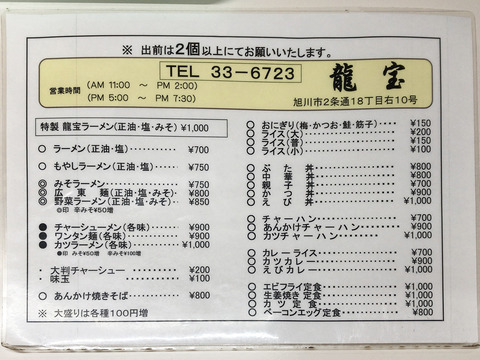 ※ 出前は2個以上にてお願いいたします。
TEL 33-6723
龍宝
営業時間
(AM 11:00 ～ PM 2:00)
(PM 5:00 ～ PM 7:30)
旭川市2条通18丁目右10号
特製 龍宝ラーメン(正油・塩・みそ) ¥1,000
○ ラーメン(正油・塩)············¥700
○ もやしラーメン(正油・塩)·······¥750
◎ みそラーメン··············¥750
◎ 広東麺(正油・塩・みそ)·······¥800
◎ 野菜ラーメン(正油・塩・みそ)····¥850
◎印 辛みそ¥50増
● チャーシューメン(各味)·······¥900
● ワンタン麺(各味)··········¥900
● カツラーメン(各味)········¥1,000
●印 みそ¥50増 辛みそ¥100増
・ 大判チャーシュー···········¥200
・ 味玉·················¥100
○ あんかけ焼きそば··········¥800
※ 大盛りは各種100円増
○ おにぎり(梅・かつお・鮭・筋子)····¥150
○ ライス(大)·············¥200
○ ライス(普)·············¥150
○ ライス(小)·············¥100
○ ぶた丼···············¥800
○ 中華丼···············¥800
○ 親子丼···············¥700
○ かつ丼···············¥900
○ えび丼··············¥1,000
○ チャーハン·············¥700
○ あんかけチャーハン·········¥900
○ カツチャーハン··········¥1,000
○ カレーライス············¥700
○ カツカレー·············¥900
○ えびカレー············¥1,000
○ エビフライ定食··········¥1,000
○ 生姜焼き定食···········¥1,000
○ カツ定食·············¥1,000
○ ベーコンエッグ定食·········¥800